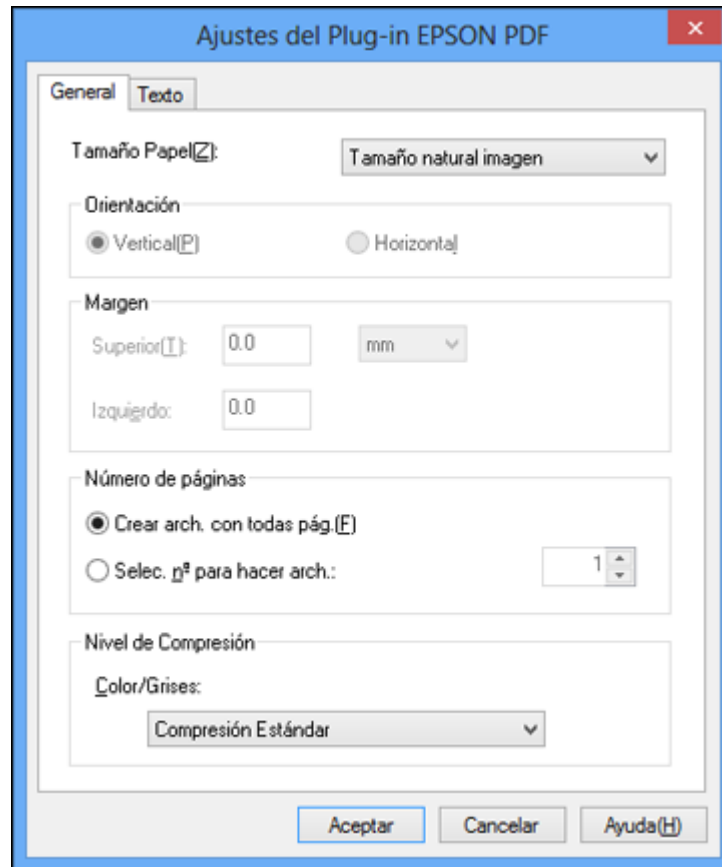 Ajustes del Plug-in EPSON PDF
General Texto
Tamaño Papel(Z): Tamaño natural imagen
Orientación
Vertical(P) Horizontal
Margen
Superior(T): 0.0 mm
Izquierdo: 0.0
Número de páginas
Crear arch. con todas pág.(F)
Selec. nº para hacer arch.: 1
Nivel de Compresión
Color/Grises:
Compresión Estándar
Aceptar Cancelar Ayuda(H)